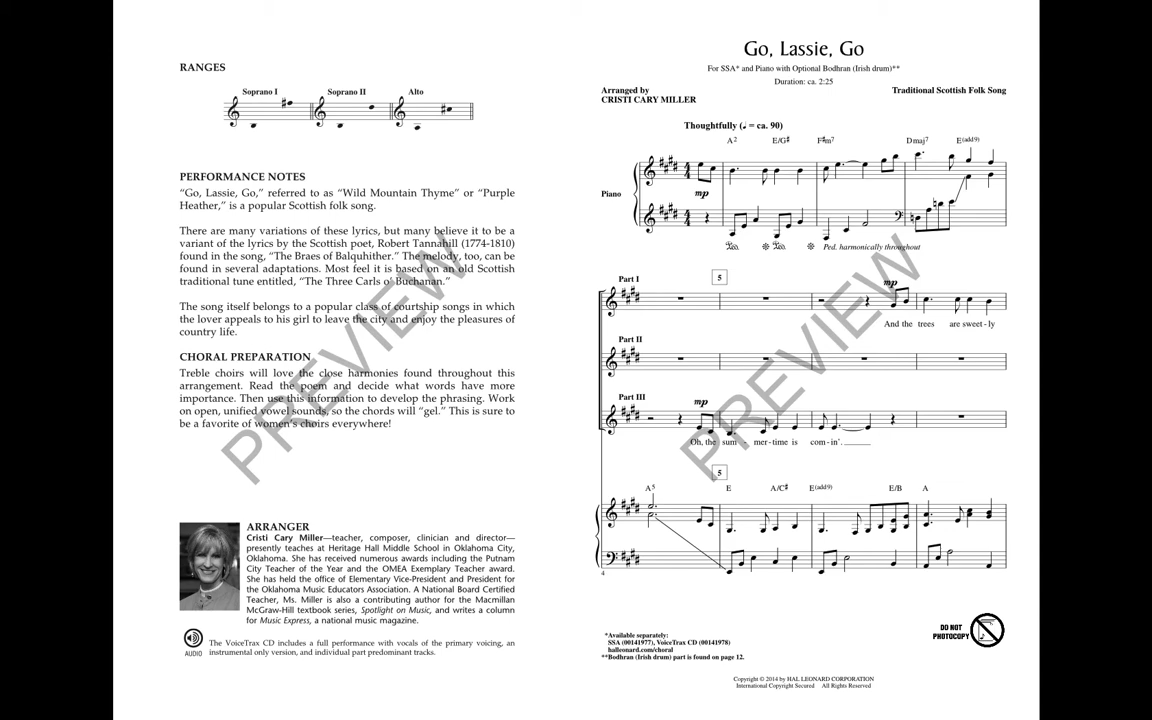 RANGES
Soprano I
Soprano II
Alto
PERFORMANCE NOTES
“Go, Lassie, Go,” referred to as “Wild Mountain Thyme” or “Purple
Heather,” is a popular Scottish folk song.
There are many variations of these lyrics, but many believe it to be a
variant of the lyrics by the Scottish poet, Robert Tannahill (1774-1810)
found in the song, “The Braes of Balquhither.” The melody, too, can be
found in several adaptations. Most feel it is based on an old Scottish
traditional tune entitled, “The Three Carls o’ Buchanan.”
The song itself belongs to a popular class of courtship songs in which
the lover appeals to his girl to leave the city and enjoy the pleasures of
country life.
CHORAL PREPARATION
Treble choirs will love the close harmonies found throughout this
arrangement. Read the poem and decide what words have more
importance. Then use this information to develop the phrasing. Work
on open, unified vowel sounds, so the chords will “gel.” This is sure to
be a favorite of women’s choirs everywhere!
PREVIEW
ARRANGER
Cristi Cary Miller—teacher, composer, clinician and director—
presently teaches at Heritage Hall Middle School in Oklahoma City,
Oklahoma. She has received numerous awards including the Putnam
City Teacher of the Year and the OMEA Exemplary Teacher award.
She has held the office of Elementary Vice-President and President for
the Oklahoma Music Educators Association. A National Board Certified
Teacher, Ms. Miller is also a contributing author for the Macmillan
McGraw-Hill textbook series, Spotlight on Music, and writes a column
for Music Express, a national music magazine.
AUDIO
The VoiceTrax CD includes a full performance with vocals of the primary voicing, an
instrumental only version, and individual part predominant tracks.
Go, Lassie, Go
For SSA* and Piano with Optional Bodhran (Irish drum)**
Duration: ca. 2:25
Arranged by
CRISTI CARY MILLER
Traditional Scottish Folk Song
Thoughtfully (♩ = ca. 90)
A2 E/G♯ F♯m7 Dmaj7 E(add9)
Piano
mp
Ped. harmonically throughout
Part I
5
mp
And the trees are sweet - ly
Part II
Part III
mp
Oh, the sum - mer - time is com - in’.
5
A5 E A/C♯ E(add9) E/B A
4
PREVIEW
*Available separately:
SSA (00141977), VoiceTrax CD (00141978)
halleonard.com/choral
**Bodhran (Irish drum) part is found on page 12.
DO NOT
PHOTOCOPY
Copyright © 2014 by HAL LEONARD CORPORATION
International Copyright Secured All Rights Reserved